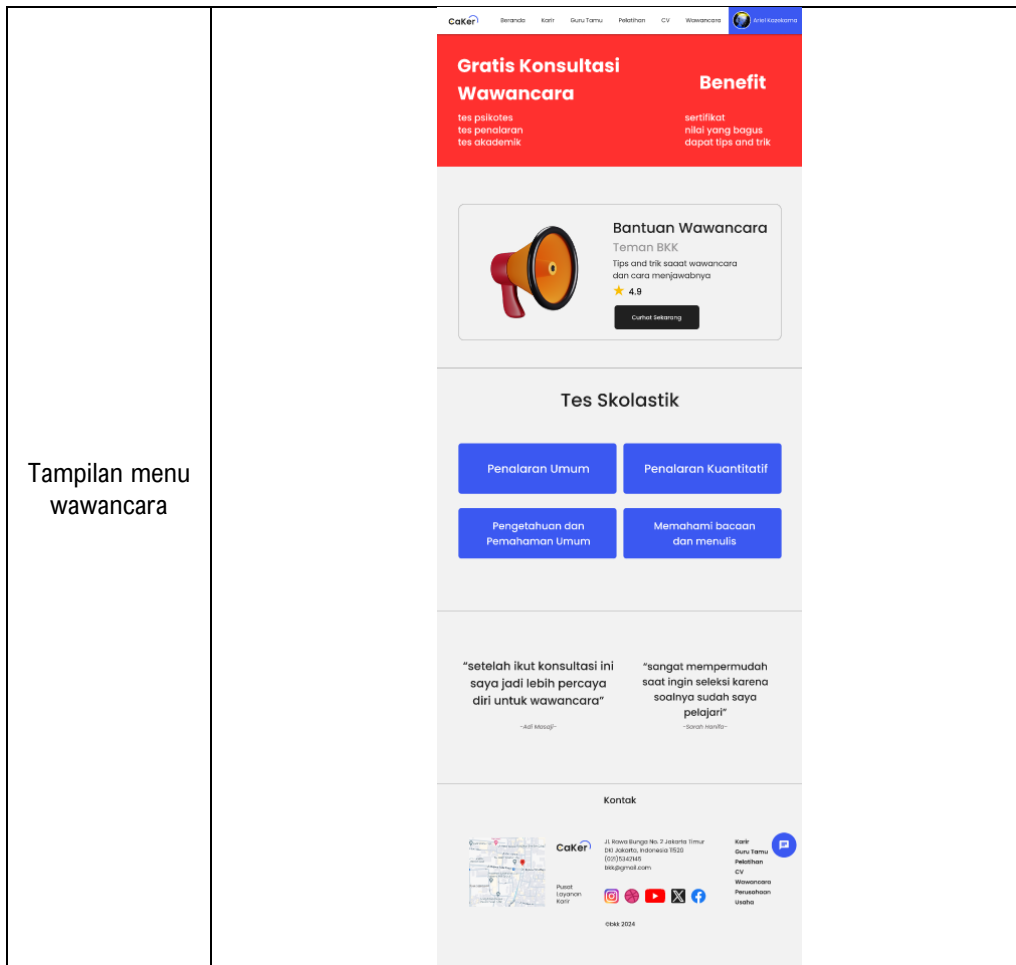 Tampilan menu
wawancara
CaKer Beranda Karir Guru Tamu Pelatihan CV Wawancara Ariel Kazekoma
Gratis Konsultasi
Wawancara
tes psikotes
tes penalaran
tes akademik
Benefit
sertifikat
nilai yang bagus
dapat tips and trik
Bantuan Wawancara
Teman BKK
Tips and trik saaat wawancara
dan cara menjawabnya
4.9
Curhat Sekarang
Tes Skolastik
Penalaran Umum
Penalaran Kuantitatif
Pengetahuan dan
Pemahaman Umum
Memahami bacaan
dan menulis
“setelah ikut konsultasi ini
saya jadi lebih percaya
diri untuk wawancara”
-Adf Masaji-
“sangat mempermudah
saat ingin seleksi karena
soalnya sudah saya
pelajari”
-Sarah Hanifa-
Kontak
CaKer
Pusat
Layanan
Karir
Jl. Rawa Bunga No. 2 Jakarta Timur
DKI Jakarta, Indonesia 11520
(021)5342145
bkk@gmail.com
©bkk 2024
Karir
Guru Tamu
Pelatihan
CV
Wawancara
Perusahaan
Usaha